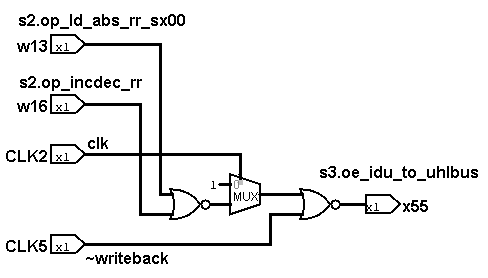 s2.op_ld_abs_rr_sx00
w13 x1
s2.op_incdec_rr
w16 x1
CLK2 x1 clk
s3.oe_idu_to_uhlbus
1 0
MUX
x1 x55
CLK5 x1
~writeback